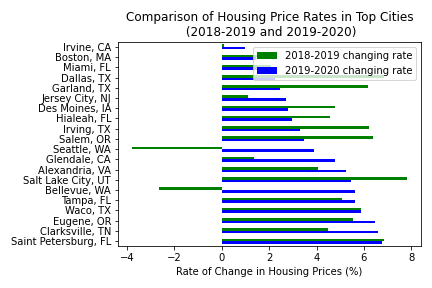 Comparison of Housing Price Rates in Top Cities
(2018-2019 and 2019-2020)
Irvine, CA
Boston, MA
Miami, FL
Dallas, TX
Garland, TX
Jersey City, NJ
Des Moines, IA
Hialeah, FL
Irving, TX
Salem, OR
Seattle, WA
Glendale, CA
Alexandria, VA
Salt Lake City, UT
Bellevue, WA
Tampa, FL
Waco, TX
Eugene, OR
Clarksville, TN
Saint Petersburg, FL
2018-2019 changing rate
2019-2020 changing rate
−4 −2 0 2 4 6 8
Rate of Change in Housing Prices (%)